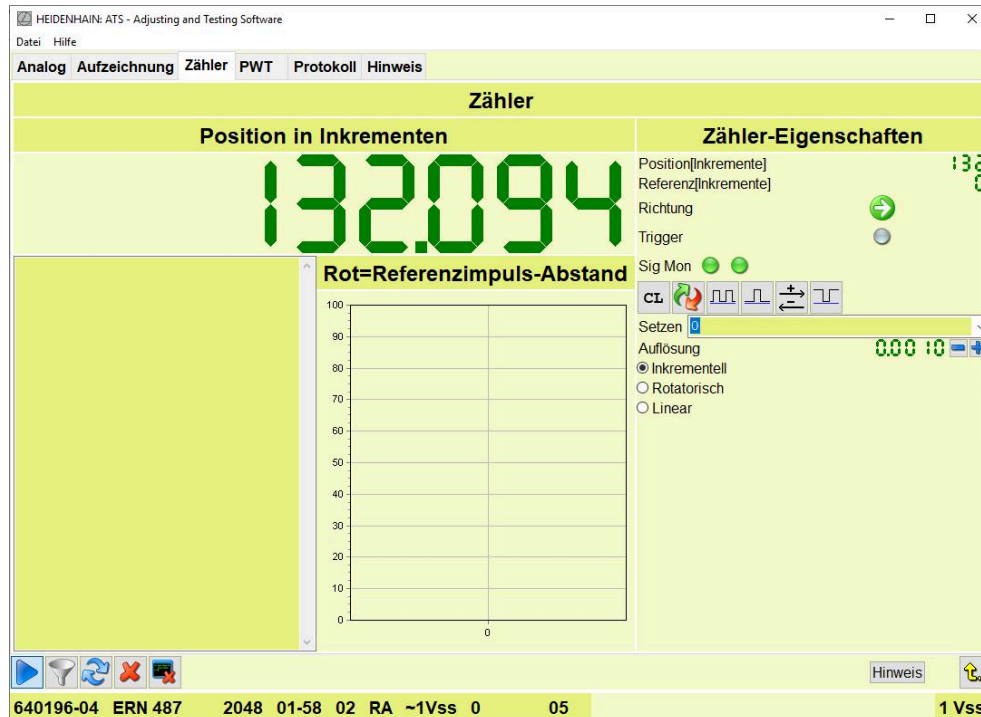 HEIDENHAIN: ATS - Adjusting and Testing Software
Datei Hilfe
Analog Aufzeichnung Zähler PWT Protokoll Hinweis
Zähler
Position in Inkrementen
Zähler-Eigenschaften
132.094
Position[Inkremente]
Referenz[Inkremente]
Richtung
Trigger
Sig Mon
CL
Setzen 0
Auflösung 0.0010
Inkrementell
Rotatorisch
Linear
Rot=Referenzimpuls-Abstand
100
90
80
70
60
50
40
30
20
10
0
0
Hinweis
640196-04 ERN 487 2048 01-58 02 RA ~1Vss 0 05 1 Vss